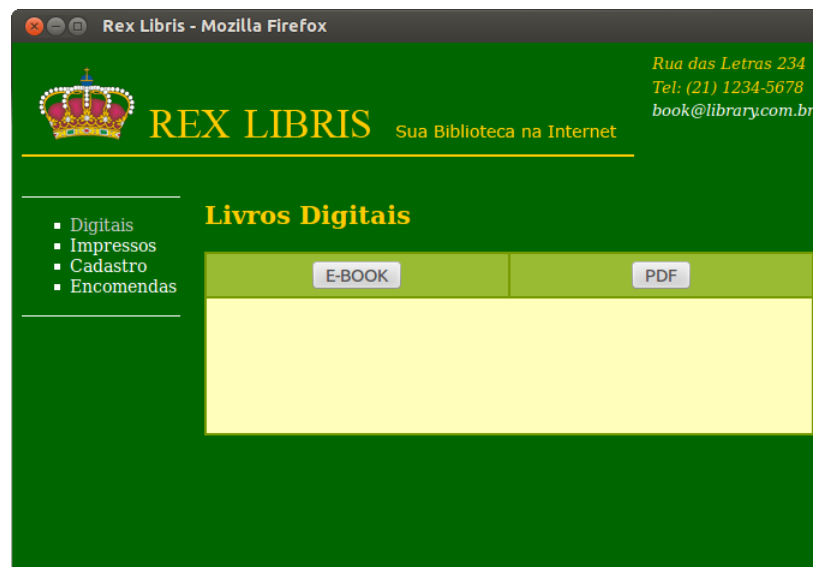 Rex Libris - Mozilla Firefox
Rua das Letras 234
Tel: (21) 1234-5678
book@library.com.br
REX LIBRIS Sua Biblioteca na Internet
Digitais
Impressos
Cadastro
Encomendas
Livros Digitais
E-BOOK PDF